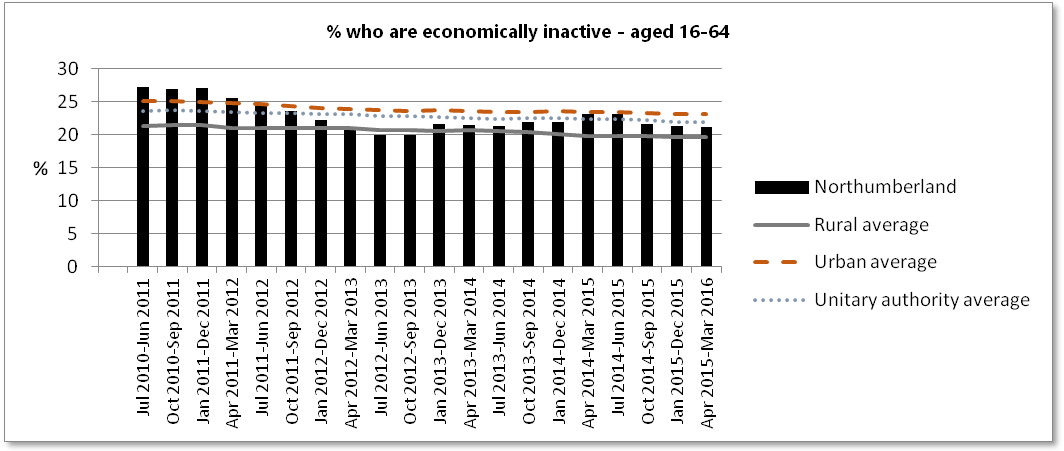 % who are economically inactive - aged 16-64
30
25
20
15
10
5
0
%
Jul 2010-Jun 2011
Oct 2010-Sep 2011
Jan 2011-Dec 2011
Apr 2011-Mar 2012
Jul 2011-Jun 2012
Oct 2011-Sep 2012
Jan 2012-Dec 2012
Apr 2012-Mar 2013
Jul 2012-Jun 2013
Oct 2012-Sep 2013
Jan 2013-Dec 2013
Apr 2013-Mar 2014
Jul 2013-Jun 2014
Oct 2013-Sep 2014
Jan 2014-Dec 2014
Apr 2014-Mar 2015
Jul 2014-Jun 2015
Oct 2014-Sep 2015
Jan 2015-Dec 2015
Apr 2015-Mar 2016
Northumberland
Rural average
Urban average
Unitary authority average